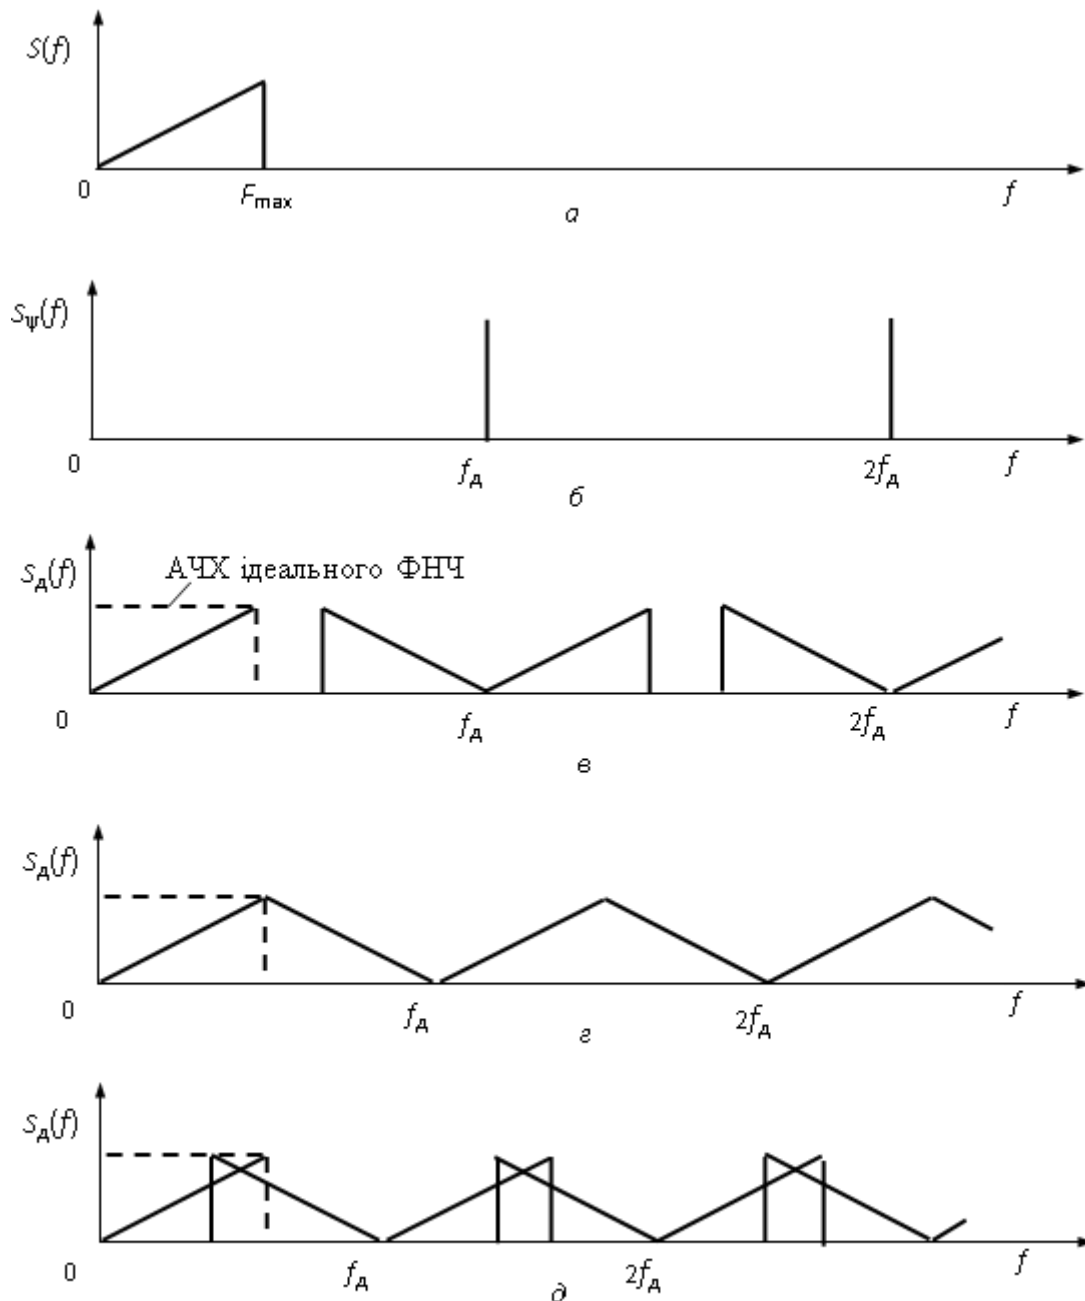 S(f)
0
Fmax
f
а
Sψ(f)
0
fд
2fд
f
б
Sд(f)
АЧХ ідеального ФНЧ
0
fд
2fд
f
в
Sд(f)
0
fд
2fд
f
г
Sд(f)
0
fд
2fд
f
д